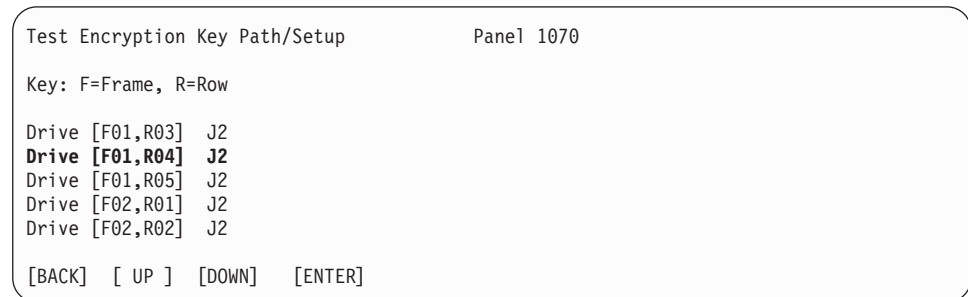 Test Encryption Key Path/Setup Panel 1070
Key: F=Frame, R=Row
Drive [F01,R03] J2
Drive [F01,R04] J2
Drive [F01,R05] J2
Drive [F02,R01] J2
Drive [F02,R02] J2
[BACK] [ UP ] [DOWN] [ENTER]